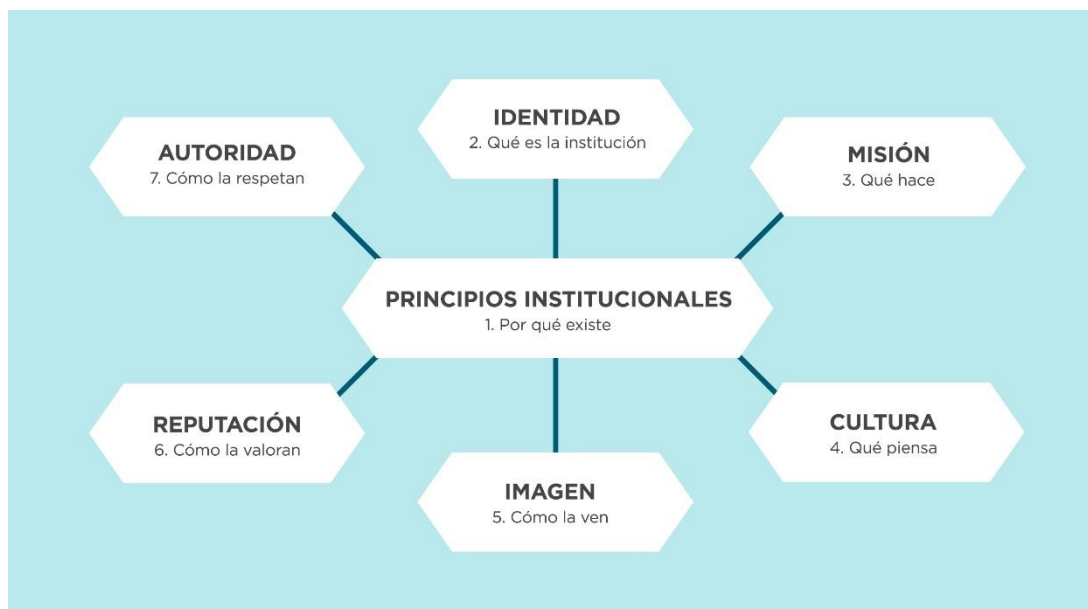 IDENTIDAD
2. Qué es la institución
AUTORIDAD
7. Cómo la respetan
MISIÓN
3. Qué hace
PRINCIPIOS INSTITUCIONALES
1. Por qué existe
REPUTACIÓN
6. Cómo la valoran
CULTURA
4. Qué piensa
IMAGEN
5. Cómo la ven